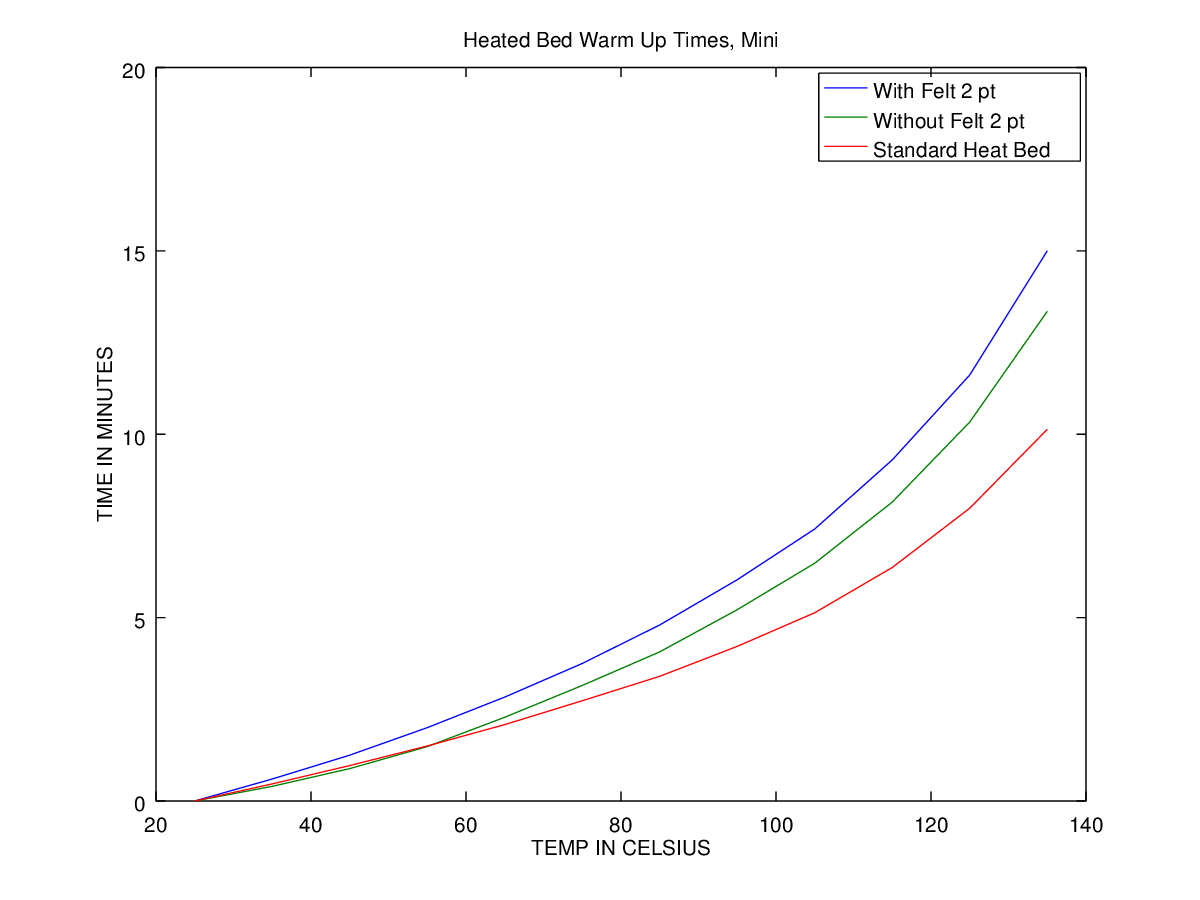 Heated Bed Warm Up Times, Mini
With Felt 2 pt
Without Felt 2 pt
Standard Heat Bed
TIME IN MINUTES
20
15
10
5
0
20 40 60 80 100 120 140
TEMP IN CELSIUS